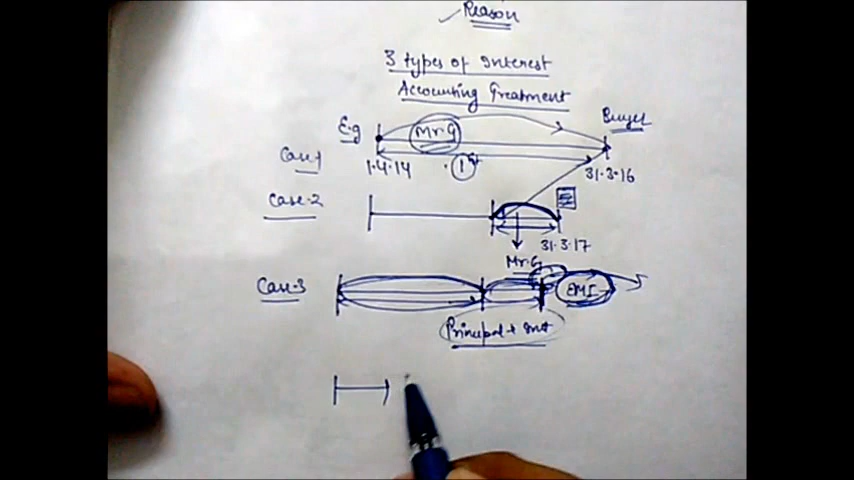 Reason
3 types of Interest
Accounting Treatment
E.g Mr.G Buyer
Case-1 1.4.14 1st 31.3.16
Case-2
31.3.17
Mr.G
Case-3 EMI
Principal + Int